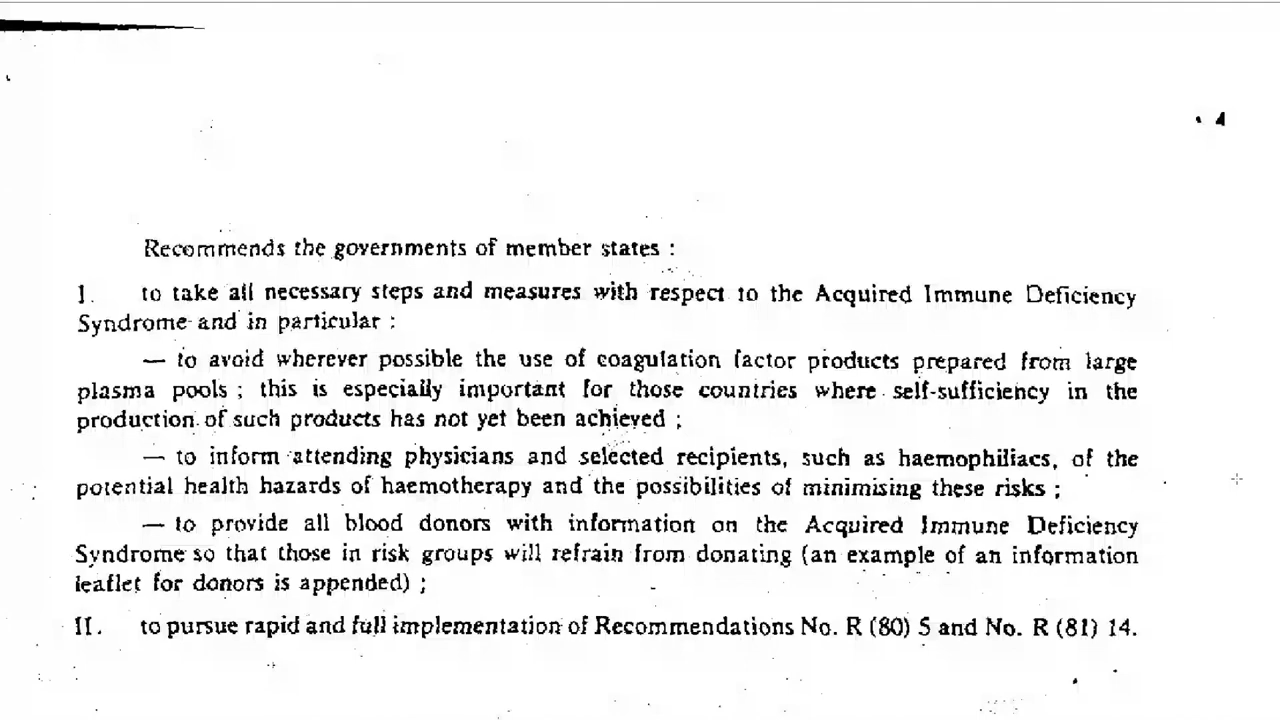 4
Recommends the governments of member states :
I. to take all necessary steps and measures with respect to the Acquired Immune Deficiency
Syndrome and in particular :
— to avoid wherever possible the use of coagulation factor products prepared from large
plasma pools ; this is especially important for those countries where self-sufficiency in the
production of such products has not yet been achieved ;
— to inform attending physicians and selected recipients, such as haemophiliacs, of the
potential health hazards of haemotherapy and the possibilities of minimising these risks ;
— to provide all blood donors with information on the Acquired Immune Deficiency
Syndrome so that those in risk groups will refrain from donating (an example of an information
leaflet for donors is appended) ;
II. to pursue rapid and full implementation of Recommendations No. R (80) 5 and No. R (81) 14.